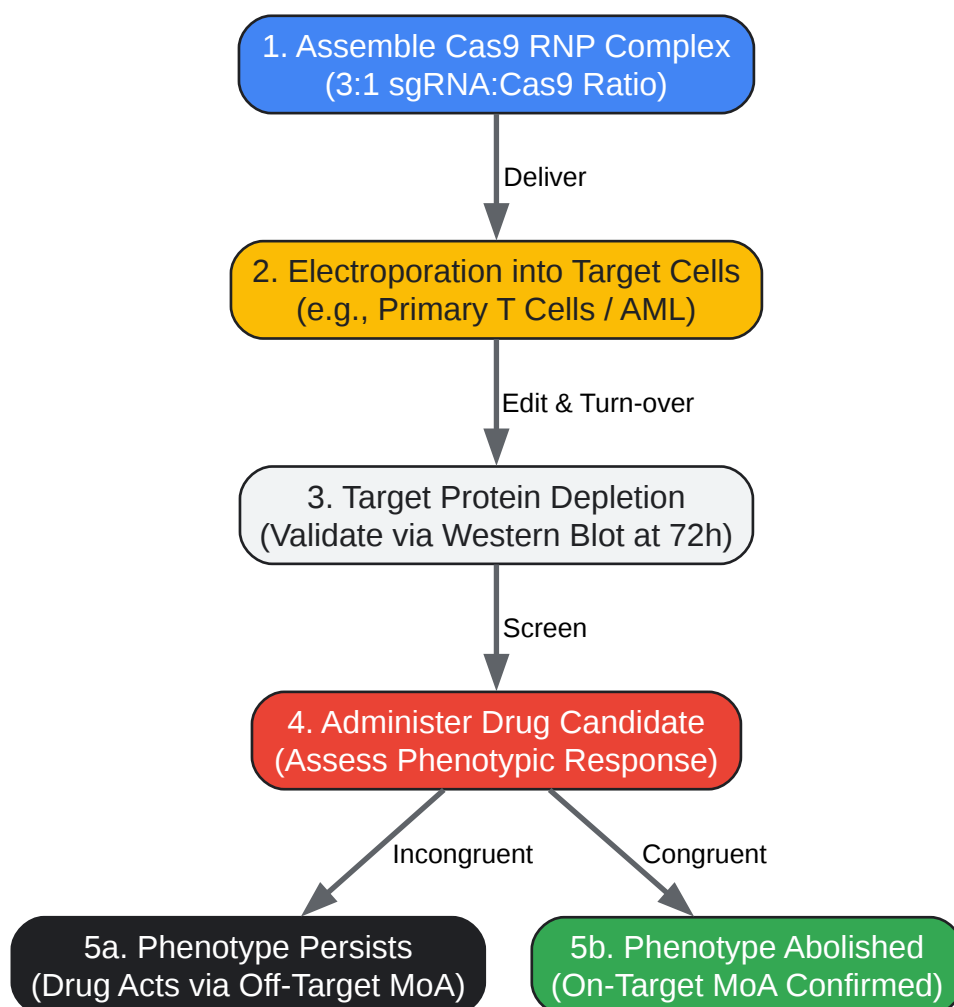 1. Assemble Cas9 RNP Complex
(3:1 sgRNA:Cas9 Ratio)
Deliver
2. Electroporation into Target Cells
(e.g., Primary T Cells / AML)
Edit & Turn-over
3. Target Protein Depletion
(Validate via Western Blot at 72h)
Screen
4. Administer Drug Candidate
(Assess Phenotypic Response)
Incongruent
Congruent
5a. Phenotype Persists
(Drug Acts via Off-Target MoA)
5b. Phenotype Abolished
(On-Target MoA Confirmed)